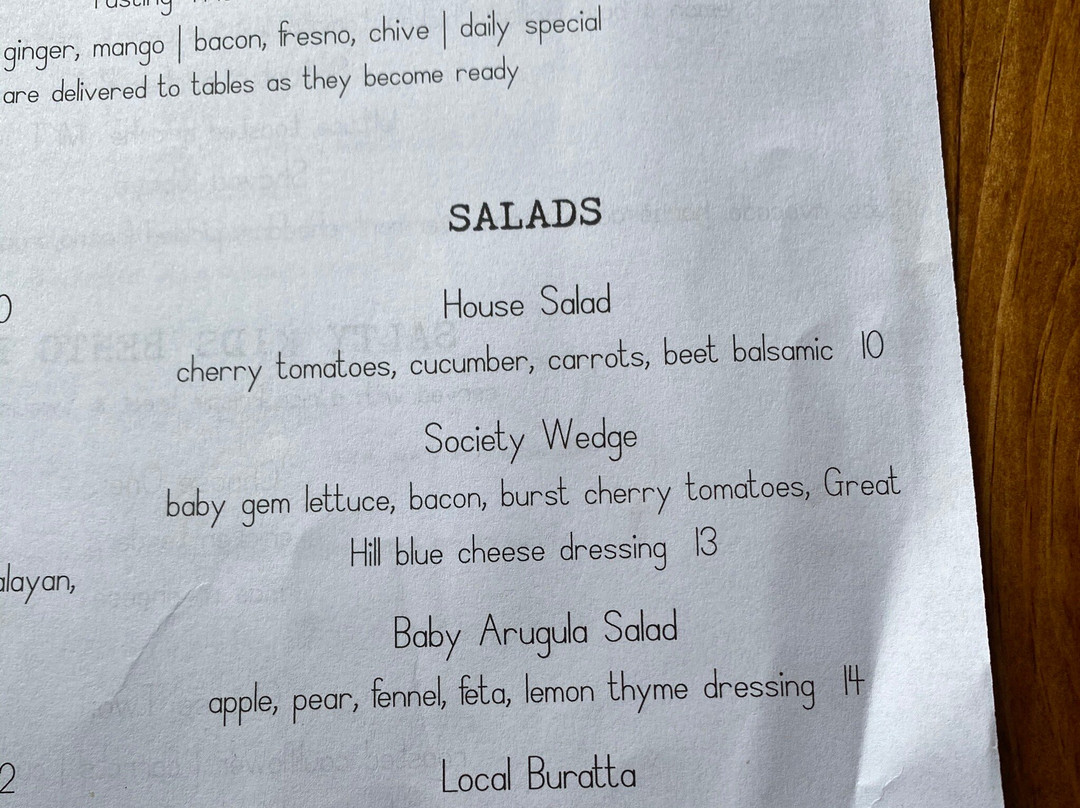 ginger, mango | bacon, fresno, chive | daily special
are delivered to tables as they become ready
SALADS
House Salad
cherry tomatoes, cucumber, carrots, beet balsamic 10
Society Wedge
baby gem lettuce, bacon, burst cherry tomatoes, Great
Hill blue cheese dressing 13
alayan,
Baby Arugula Salad
apple, pear, fennel, feta, lemon thyme dressing 14
2
Local Buratta